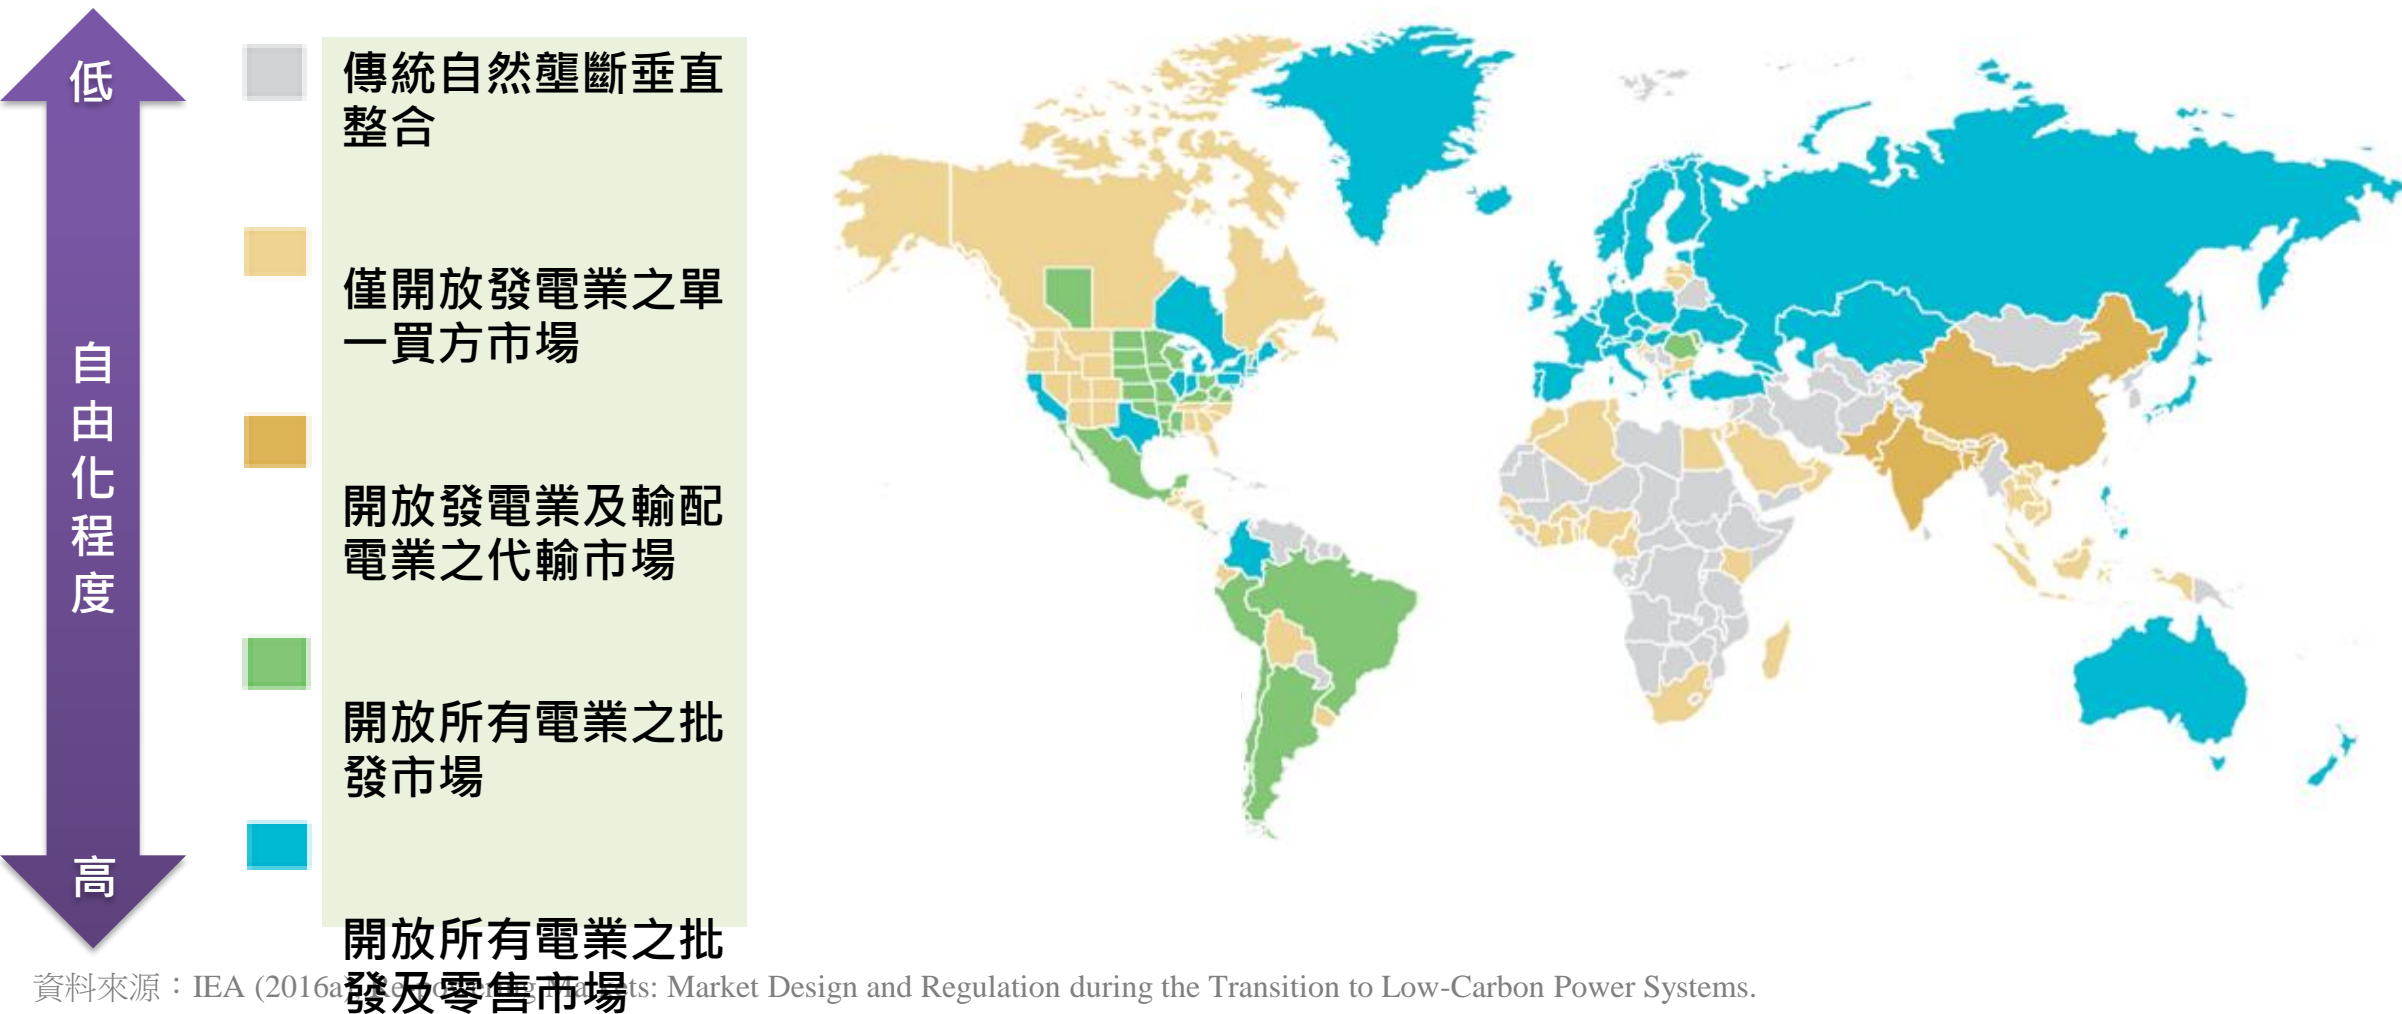 低
自由化程度
高
傳統自然壟斷垂直
整合
僅開放發電業之單
一買方市場
開放發電業及輸配
電業之代輸市場
開放所有電業之批
發市場
開放所有電業之批
發及零售市場
資料來源：IEA (2016a), Re-powering Markets: Market Design and Regulation during the Transition to Low-Carbon Power Systems.